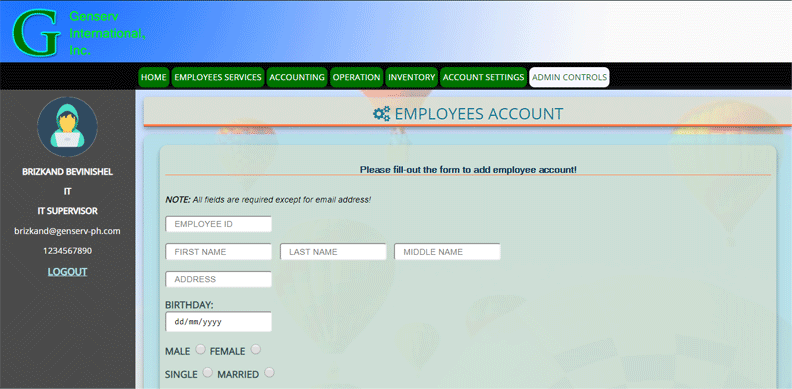 G Genserv
International.,
Inc.
HOME EMPLOYEES SERVICES ACCOUNTING OPERATION INVENTORY ACCOUNT SETTINGS ADMIN CONTROLS
BRIZKAND BEVINISHEL
IT
IT SUPERVISOR
brizkand@genserv-ph.com
1234567890
LOGOUT
EMPLOYEES ACCOUNT
Please fill-out the form to add employee account!
NOTE: All fields are required except for email address!
EMPLOYEE ID
FIRST NAME LAST NAME MIDDLE NAME
ADDRESS
BIRTHDAY:
dd/mm/yyyy
MALE FEMALE
SINGLE MARRIED